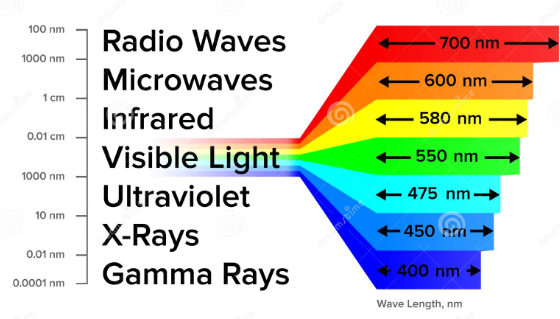 100 nm
1000 nm
1 cm
0.01 cm
1000 nm
10 nm
0.01 nm
0.0001 nm
Radio Waves
Microwaves
Infrared
Visible Light
Ultraviolet
X-Rays
Gamma Rays
700 nm
600 nm
580 nm
550 nm
475 nm
450 nm
400 nm
Wave Length, nm